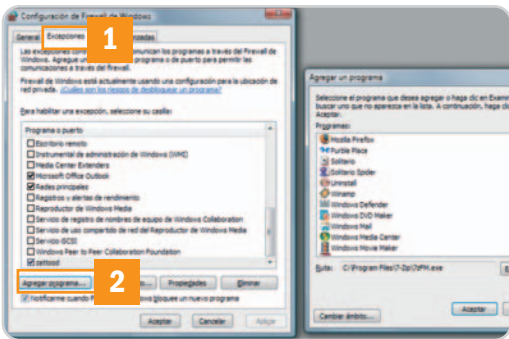 Configuración de Firewall de Windows
General Excepciones
1
Las excepciones comunican los programas a través del Firewall de
Windows. Agregue un programa o de puerto para permitir las
comunicaciones a través del firewall.
Firewall de Windows está actualmente usando una configuración para la ubicación de
red privada. ¿Cuáles son los riesgos de desbloquear un programa?
Para habilitar una excepción, seleccione su casilla:
Programa o puerto
Escritorio remoto
Instrumental de administración de Windows (WMI)
Media Center Extenders
Microsoft Office Outlook
Redes principales
Registros y alertas de rendimiento
Reproductor de Windows Media
Servicio de registro de nombres de equipo de Windows Collaboration
Servicio de uso compartido de red del Reproductor de Windows Media
Servicio iSCSI
Windows Peer to Peer Collaboration Foundation
Agregar programa... 2 Propiedades Eliminar
Notificarme cuando bloquee un nuevo programa
Aceptar Cancelar Aplicar
Agregar un programa
Seleccione el programa que desea agregar o haga clic en Examin
buscar uno que no aparezca en la lista. A continuación, haga clic
Aceptar.
Programas:
Mozilla Firefox
Purble Place
Solitario
Solitario Spider
Uninstall
Winamp
Windows Defender
Windows DVD Maker
Windows Mail
Windows Media Center
Windows Movie Maker
Ruta: C:\Program Files\7-Zip\7zFM.exe
Cambiar ámbito...
Aceptar